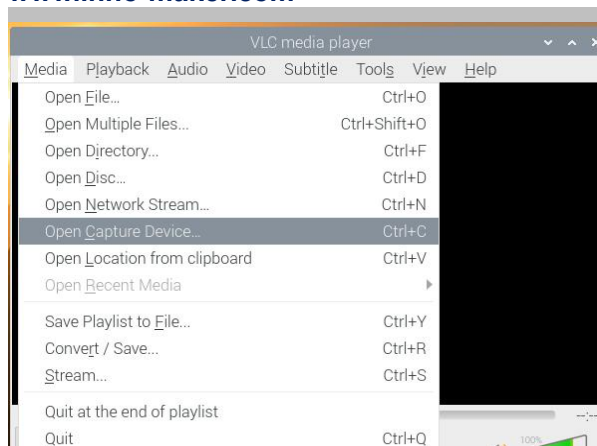 VLC media player
Media Playback Audio Video Subtitle Tools View Help
Open File... Ctrl+O
Open Multiple Files... Ctrl+Shift+O
Open Directory... Ctrl+F
Open Disc... Ctrl+D
Open Network Stream... Ctrl+N
Open Capture Device... Ctrl+C
Open Location from clipboard Ctrl+V
Open Recent Media
Save Playlist to File... Ctrl+Y
Convert / Save... Ctrl+R
Stream... Ctrl+S
Quit at the end of playlist
--:--
Quit Ctrl+Q
100%